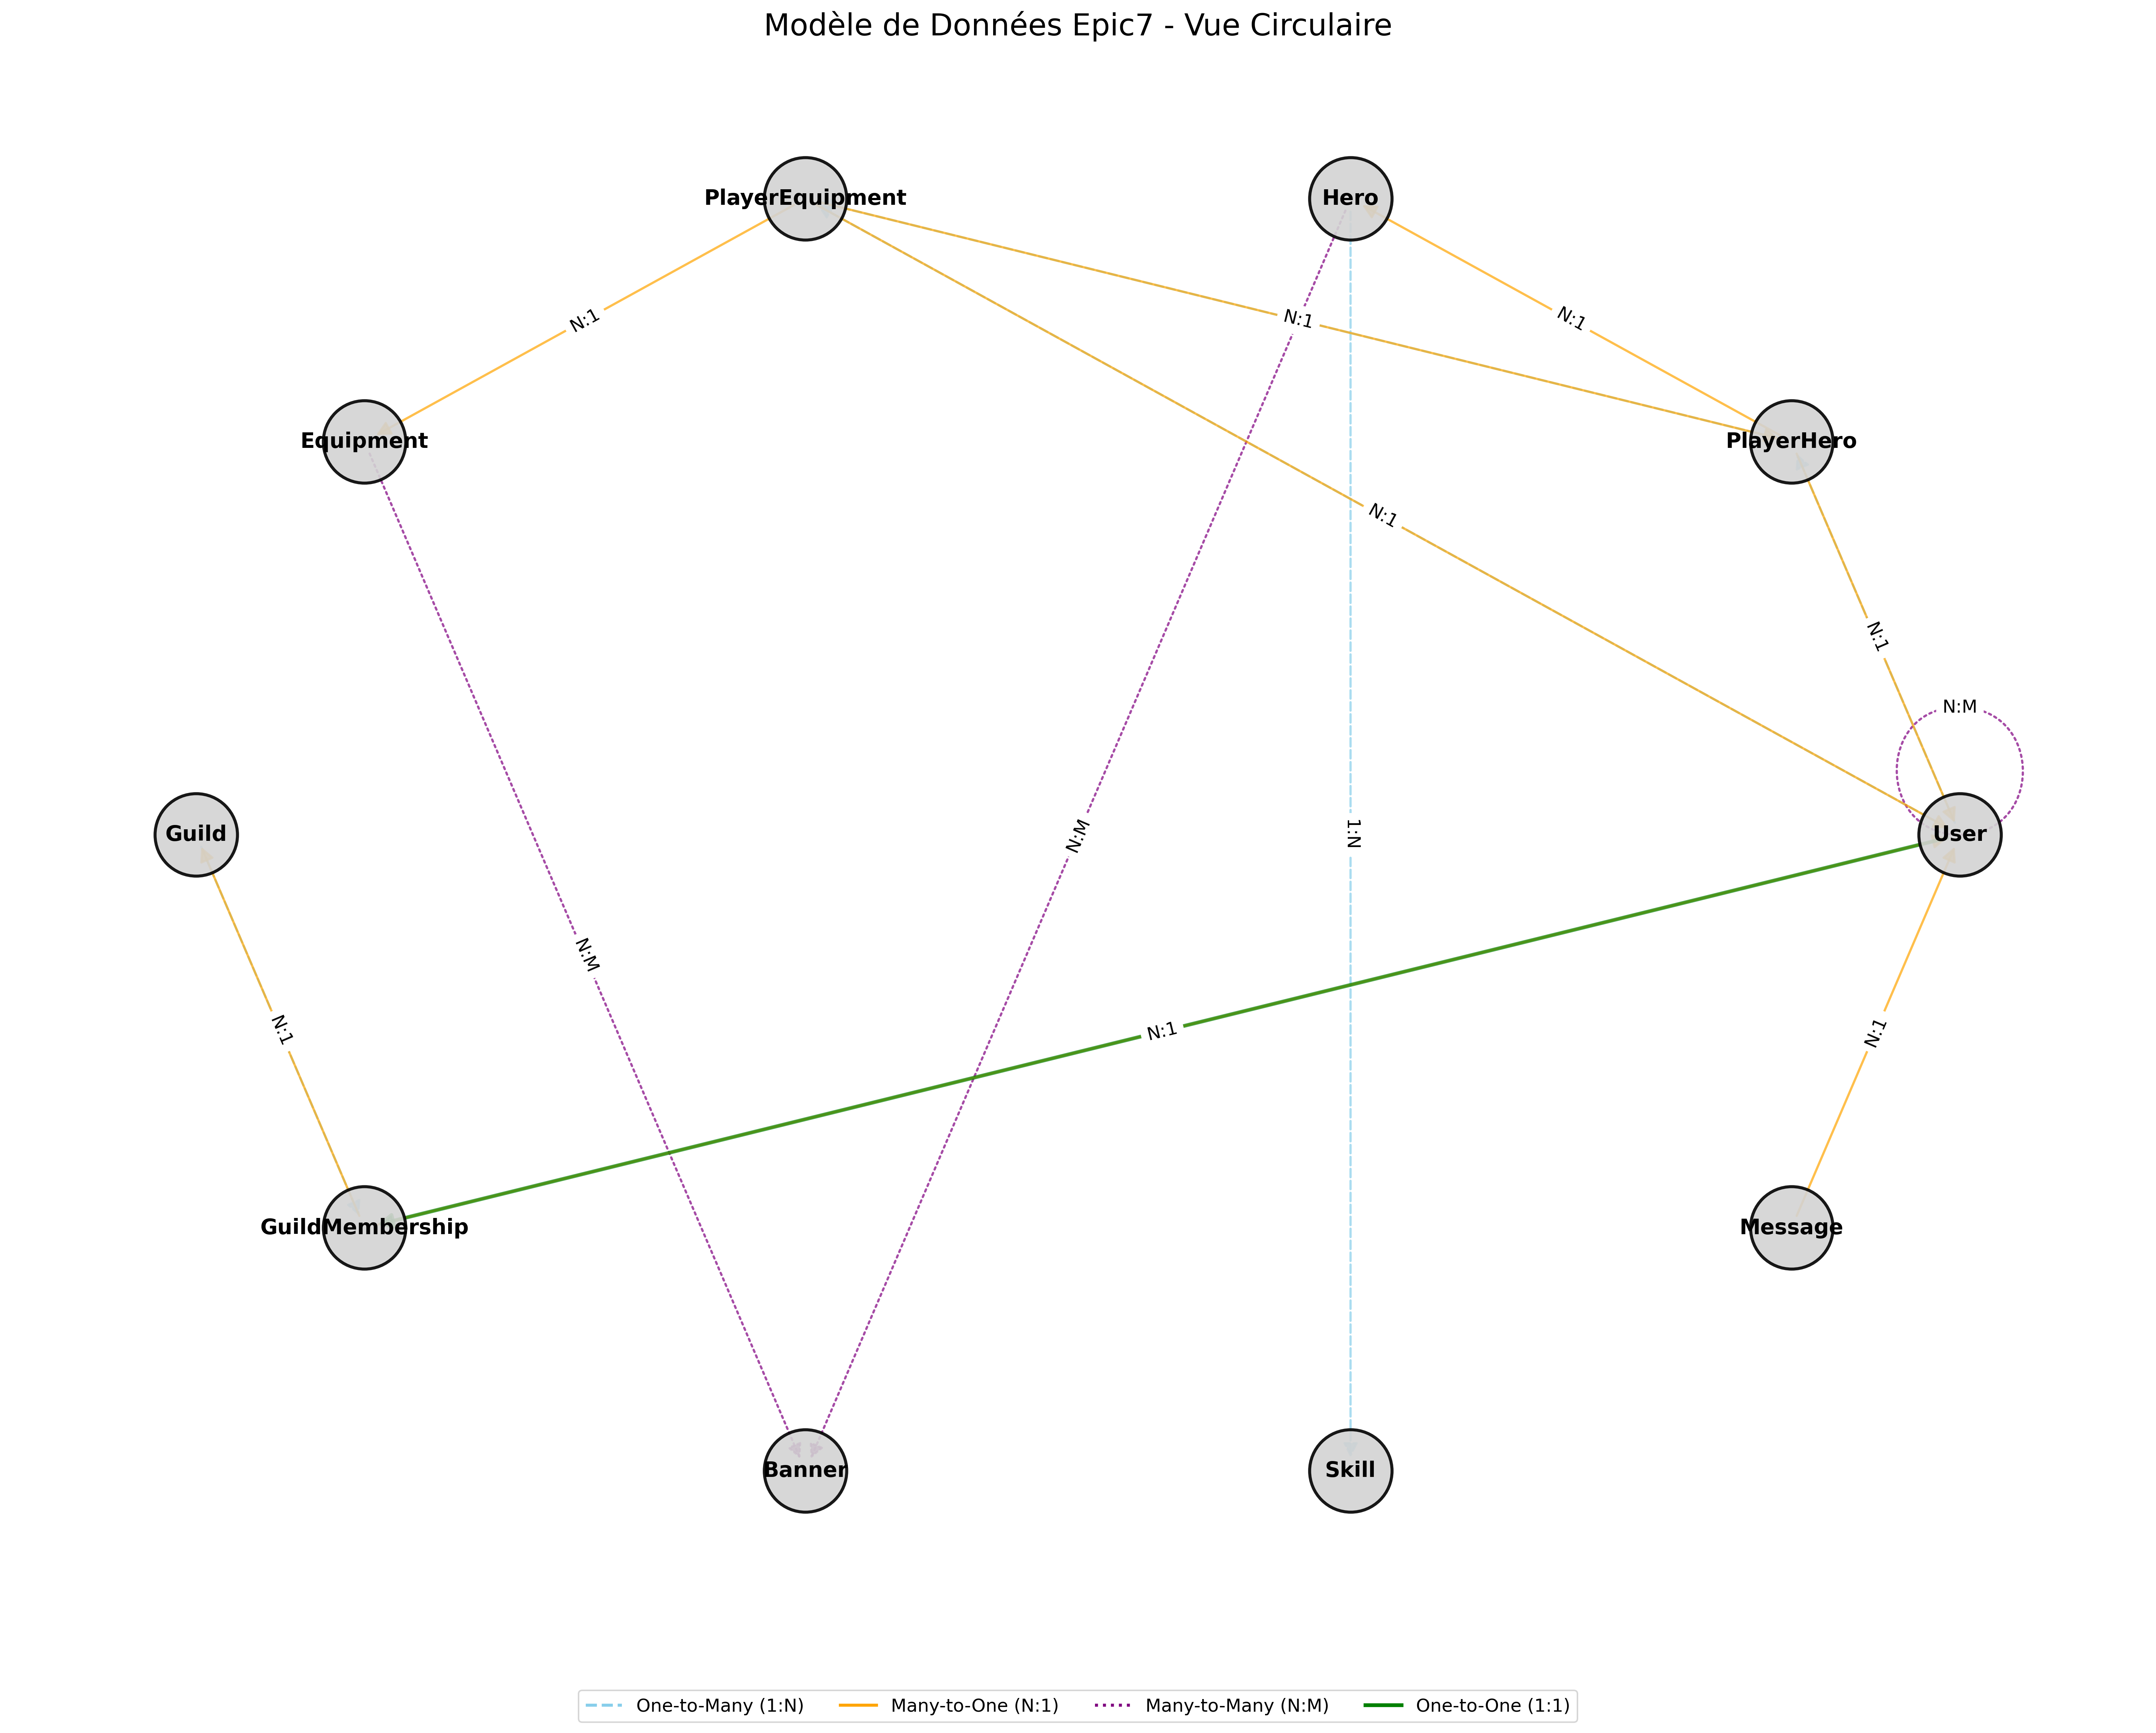 Modèle de Données Epic7 - Vue Circulaire
PlayerEquipment
Hero
N:1
N:1
N:1
Equipment
PlayerHero
N:1
N:1
N:M
Guild
N:M
1:N
User
N:M
N:1
N:1
N:1
GuildMembership
Message
Banner
Skill
One-to-Many (1:N)
Many-to-One (N:1)
Many-to-Many (N:M)
One-to-One (1:1)